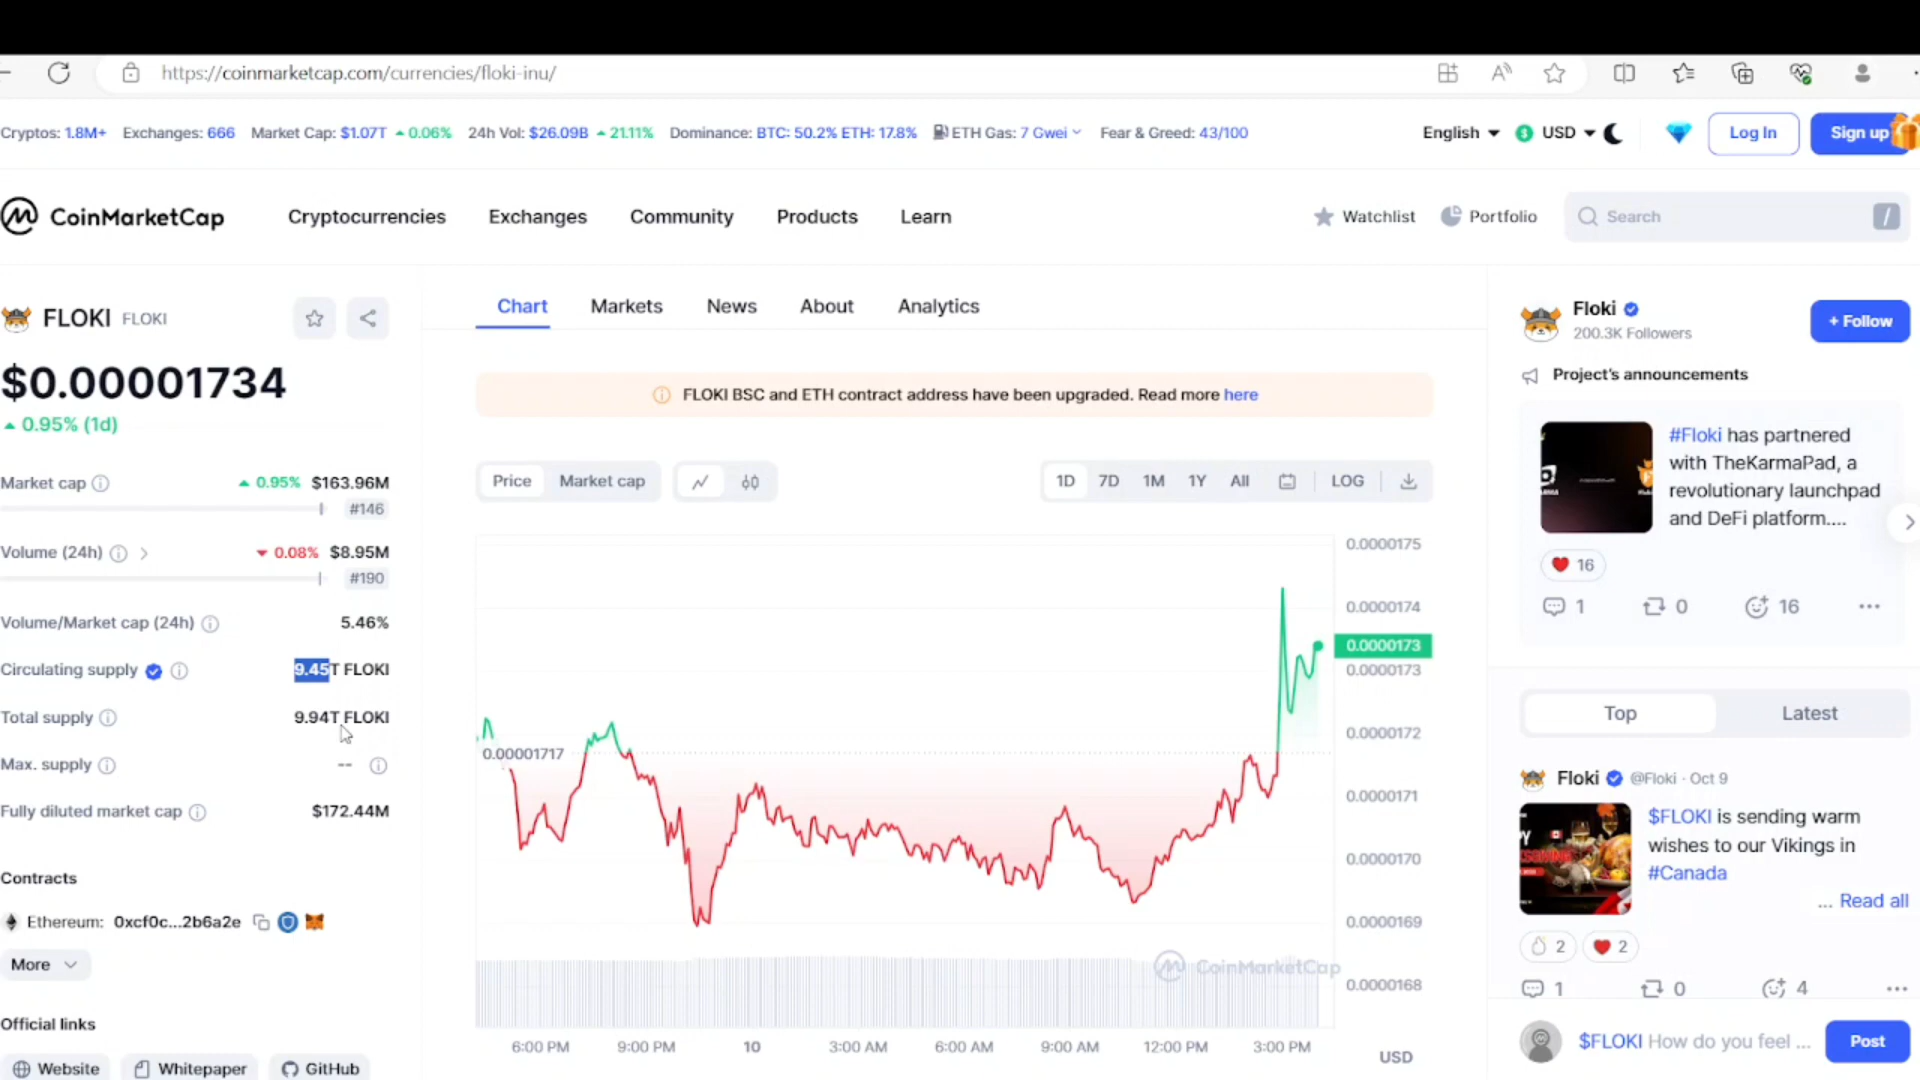 https://coinmarketcap.com/currencies/floki-inu/
Cryptos: 1.8M+ Exchanges: 666 Market Cap: $1.07T 0.06% 24h Vol: $26.09B 21.11% Dominance: BTC: 50.2% ETH: 17.8% ETH Gas: 7 Gwei Fear & Greed: 43/100 English USD Log In Sign up
CoinMarketCap Cryptocurrencies Exchanges Community Products Learn Watchlist Portfolio Search /
FLOKI FLOKI
$0.00001734
0.95% (1d)
Market cap 0.95% $163.96M
#146
Volume (24h) 0.08% $8.95M
#190
Volume/Market cap (24h) 5.46%
Circulating supply 9.45T FLOKI
Total supply 9.94T FLOKI
Max. supply --
Fully diluted market cap $172.44M
Contracts
Ethereum: 0xcf0c...2b6a2e
More
Official links
Website Whitepaper GitHub
Chart Markets News About Analytics
FLOKI BSC and ETH contract address have been upgraded. Read more here
Price Market cap 1D 7D 1M 1Y All LOG
0.0000175
0.0000174
0.0000173
0.0000173
0.0000172
0.00001717
0.0000171
0.0000170
0.0000169
CoinMarketCap
0.0000168
6:00 PM 9:00 PM 10 3:00 AM 6:00 AM 9:00 AM 12:00 PM 3:00 PM
USD
Floki
200.3K Followers
+ Follow
Project's announcements
#Floki has partnered
with TheKarmaPad, a
revolutionary launchpad
and DeFi platform....
16
1 0 16 ...
Top Latest
Floki @Floki · Oct 9
$FLOKI is sending warm
wishes to our Vikings in
#Canada
... Read all
2 2
1 0 4 ...
$FLOKI How do you feel ... Post